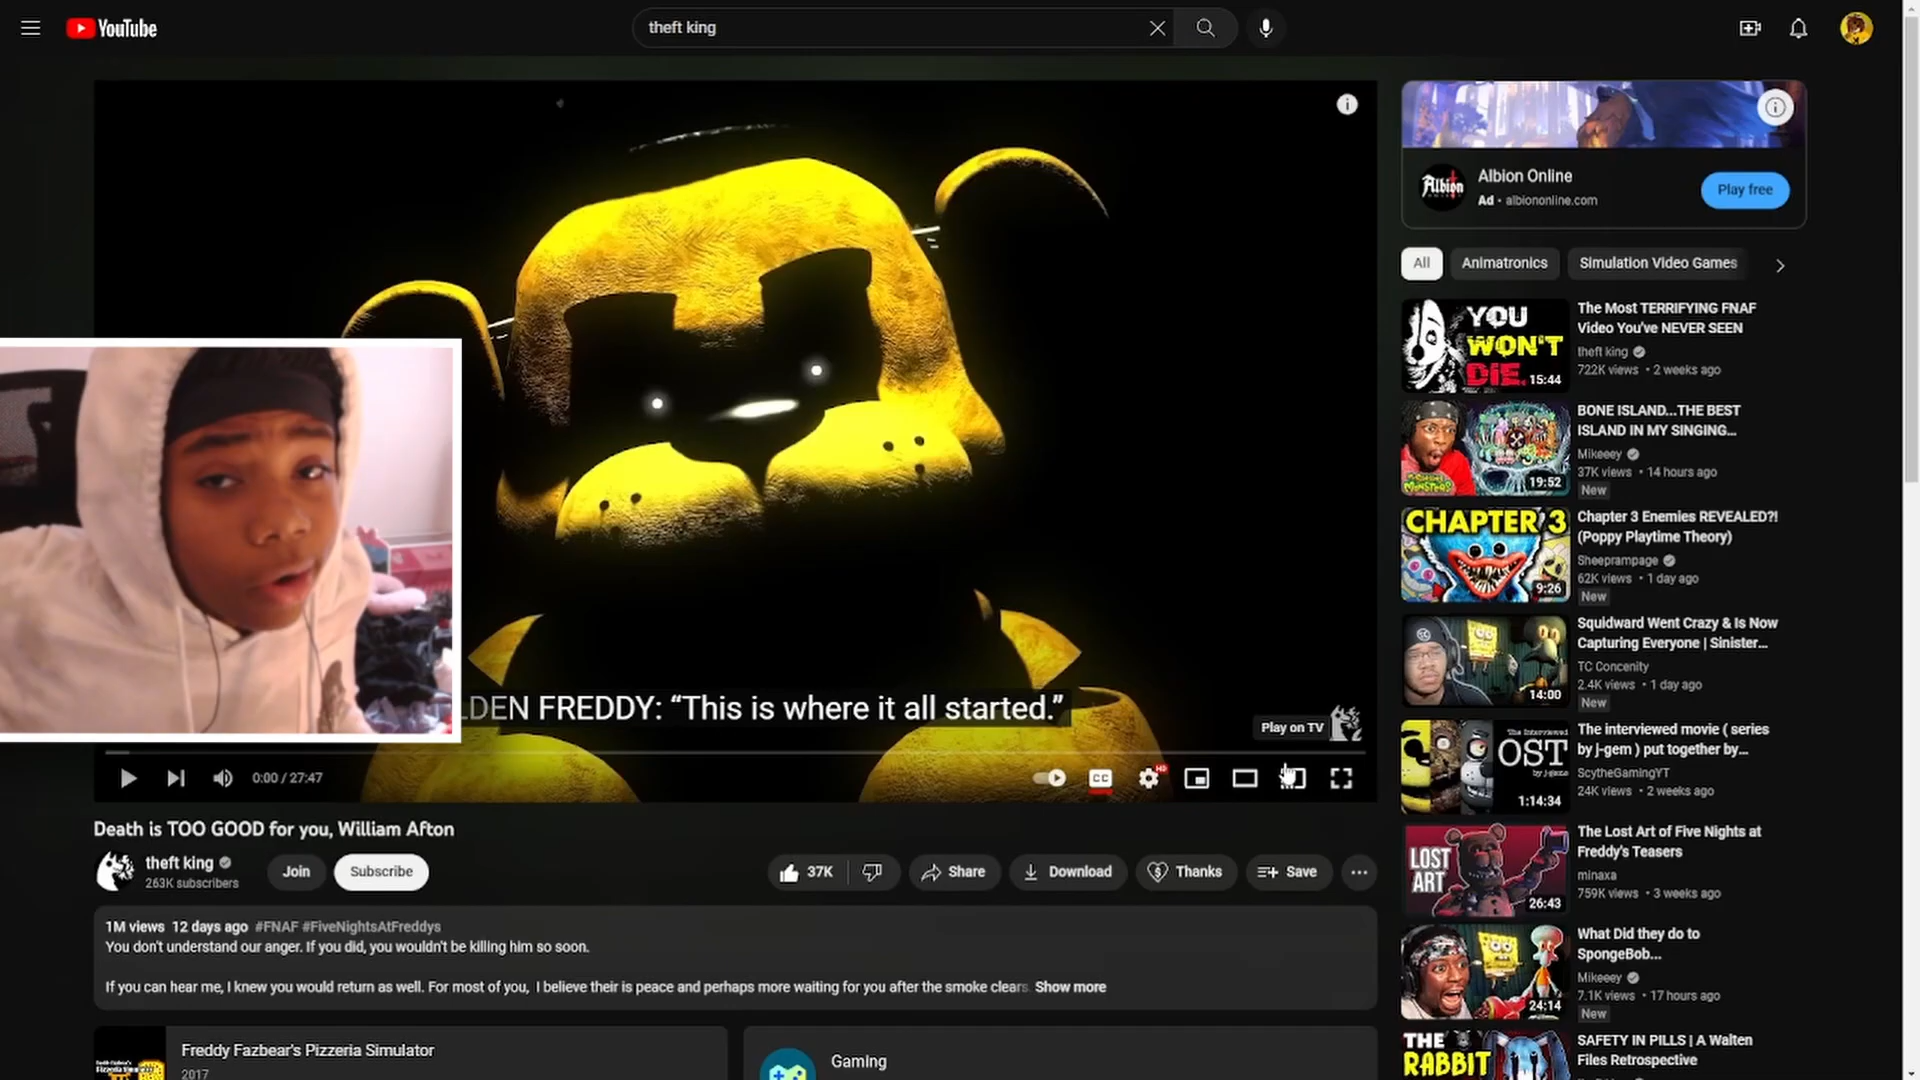 YouTube
theft king
Albion
Albion Online
Ad • albiononline.com
Play free
All
Animatronics
Simulation Video Games
LDEN FREDDY: “This is where it all started.”
Play on TV
0:00 / 27:47
CC
HD
Death is TOO GOOD for you, William Afton
theft king
263K subscribers
Join
Subscribe
37K
Share
Download
Thanks
Save
1M views 12 days ago #FNAF #FiveNightsAtFreddys
You don't understand our anger. If you did, you wouldn't be killing him so soon.
If you can hear me, I knew you would return as well. For most of you, I believe their is peace and perhaps more waiting for you after the smoke clears. Show more
Freddy Fazbear's Pizzeria Simulator
2017
Gaming
YOU
WON'T
DIE.
15:44
The Most TERRIFYING FNAF
Video You've NEVER SEEN
theft king
722K views • 2 weeks ago
MONSTERS
19:52
BONE ISLAND...THE BEST
ISLAND IN MY SINGING...
Mikeeey
37K views • 14 hours ago
New
CHAPTER 3
9:26
Chapter 3 Enemies REVEALED?!
(Poppy Playtime Theory)
Sheeprampage
62K views • 1 day ago
New
14:00
Squidward Went Crazy & Is Now
Capturing Everyone | Sinister...
TC Concenity
2.4K views • 1 day ago
New
The Interviewed
OST
by j-gems
1:14:34
The interviewed movie ( series
by j-gem ) put together by...
ScytheGamingYT
24K views • 2 weeks ago
LOST
ART
26:43
The Lost Art of Five Nights at
Freddy's Teasers
minaxa
759K views • 3 weeks ago
24:14
What Did they do to
SpongeBob...
Mikeeey
7.1K views • 17 hours ago
New
THE
RABBIT
SAFETY IN PILLS | A Walten
Files Retrospective